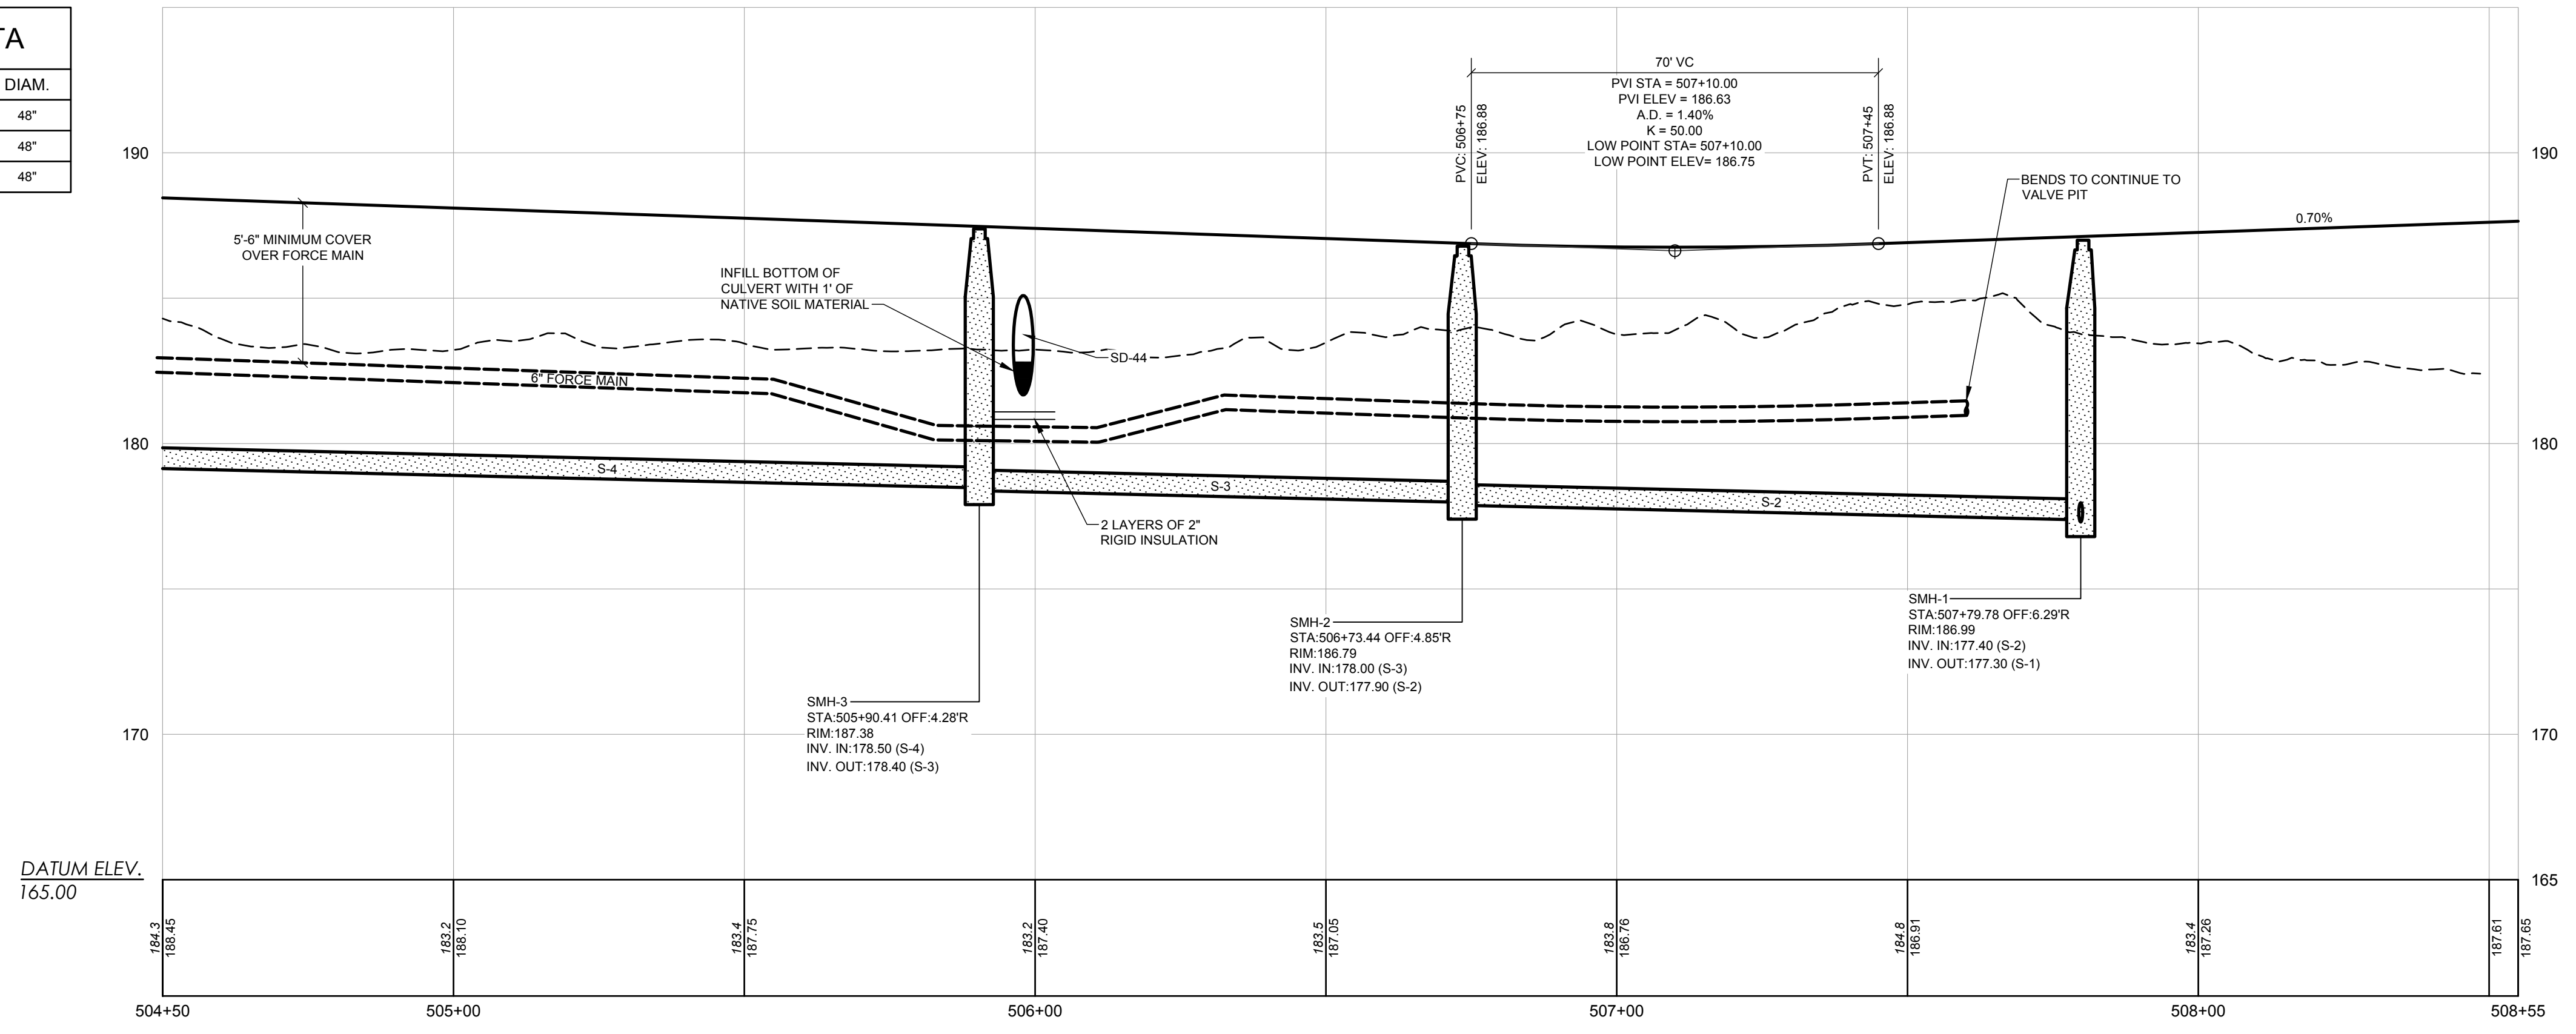 TA
DIAM.
48"
48"
48"
70' VC
PVI STA = 507+10.00
PVI ELEV = 186.63
A.D. = 1.40%
K = 50.00
LOW POINT STA= 507+10.00
LOW POINT ELEV= 186.75
PVC: 506+75
ELEV: 186.88
PVT: 507+45
ELEV: 186.88
190
190
BENDS TO CONTINUE TO
VALVE PIT
0.70%
5'-6" MINIMUM COVER
OVER FORCE MAIN
INFILL BOTTOM OF
CULVERT WITH 1' OF
NATIVE SOIL MATERIAL
SD-44
6" FORCE MAIN
180
180
S-4
S-3
S-2
2 LAYERS OF 2"
RIGID INSULATION
SMH-1
STA:507+79.78 OFF:6.29'R
RIM:186.99
INV. IN:177.40 (S-2)
INV. OUT:177.30 (S-1)
SMH-2
STA:506+73.44 OFF:4.85'R
RIM:186.79
INV. IN:178.00 (S-3)
INV. OUT:177.90 (S-2)
SMH-3
STA:505+90.41 OFF:4.28'R
RIM:187.38
INV. IN:178.50 (S-4)
INV. OUT:178.40 (S-3)
170
170
DATUM ELEV.
165.00
165
184.3
188.45
183.2
188.10
183.4
187.75
183.2
187.40
183.5
187.05
183.8
186.76
184.8
186.91
183.4
187.26
187.61
187.65
504+50
505+00
506+00
507+00
508+00
508+55